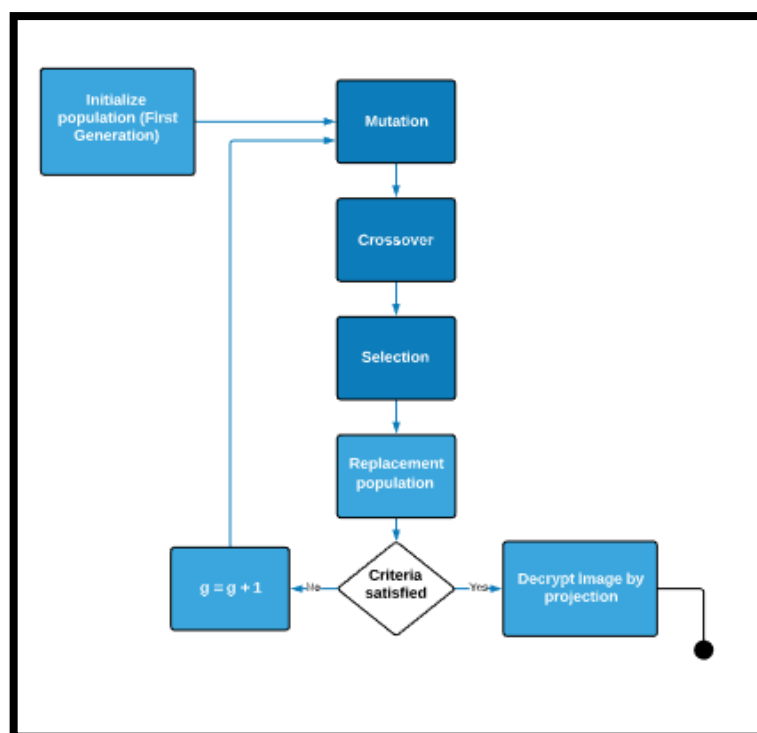 Initialize
population (First
Generation)
Mutation
Crossover
Selection
Replacement
population
Criteria
satisfied
No
g = g + 1
Yes
Decrypt Image by
projection